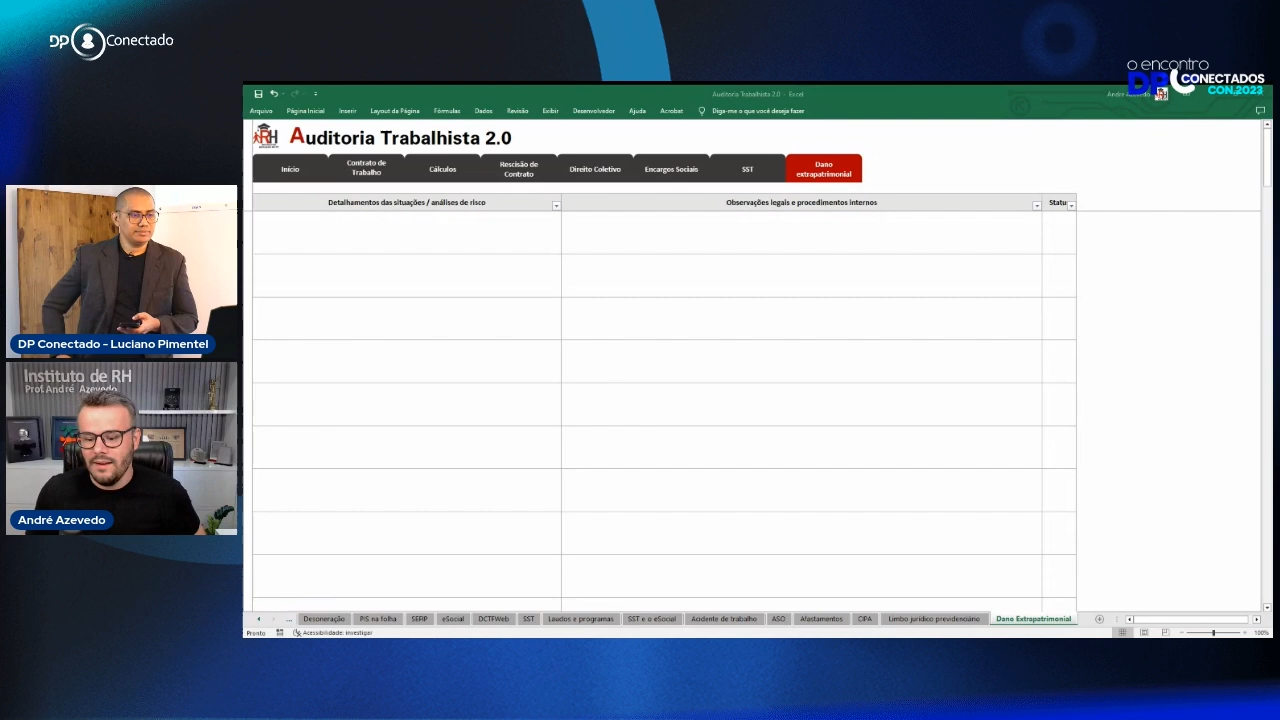 DP Conectado
o encontro
DP CONECTADOS
CON.2023
Auditoria Trabalhista 2.0 - Excel
Arquivo Página Inicial Inserir Layout da Página Fórmulas Dados Revisão Exibir Desenvolvedor Ajuda Acrobat Diga-me o que você deseja fazer
RH
Auditoria Trabalhista 2.0
Início
Contrato de
Trabalho
Cálculos
Rescisão de
Contrato
Direito Coletivo
Encargos Sociais
SST
Dano
extrapatrimonial
Detalhamentos das situações / análises de risco
Observações legais e procedimentos internos
Statu
DP Conectado - Luciano Pimentel
Instituto de RH
Prof. André Azevedo
André Azevedo
... Desoneração PIS na folha SEFIP eSocial DCTFWeb SST Laudos e programas SST e o eSocial Acidente de trabalho ASO Afastamentos CIPA Limbo jurídico previdenciário Dano Extrapatrimonial
Pronto Acessibilidade: investigar 100%